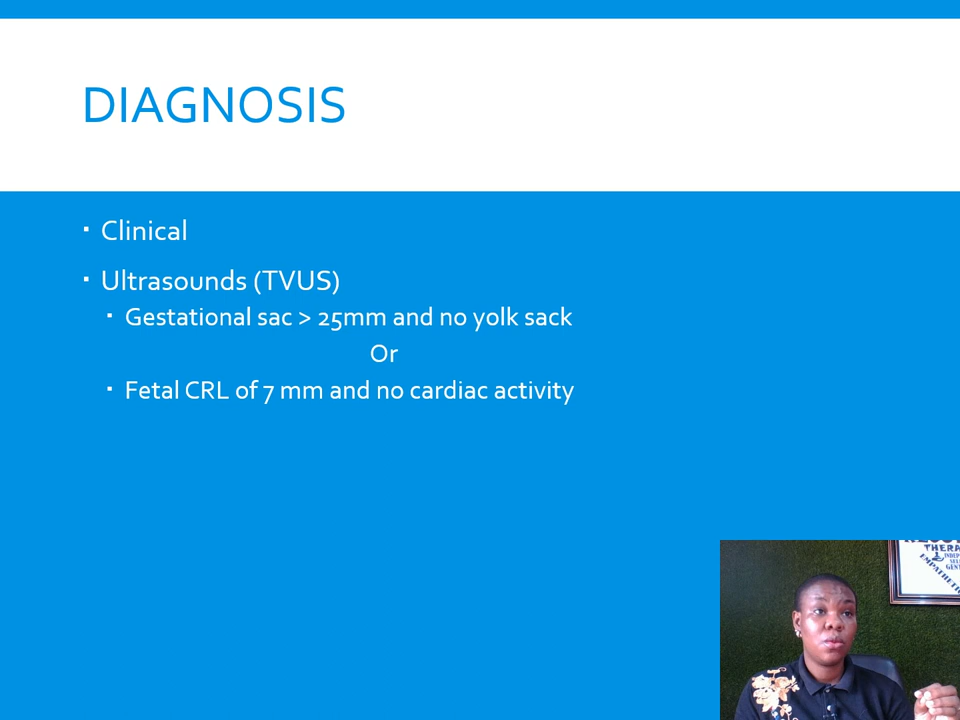 DIAGNOSIS
▪ Clinical
▪ Ultrasounds (TVUS)
▪ Gestational sac > 25mm and no yolk sack
Or
▪ Fetal CRL of 7 mm and no cardiac activity
THERA